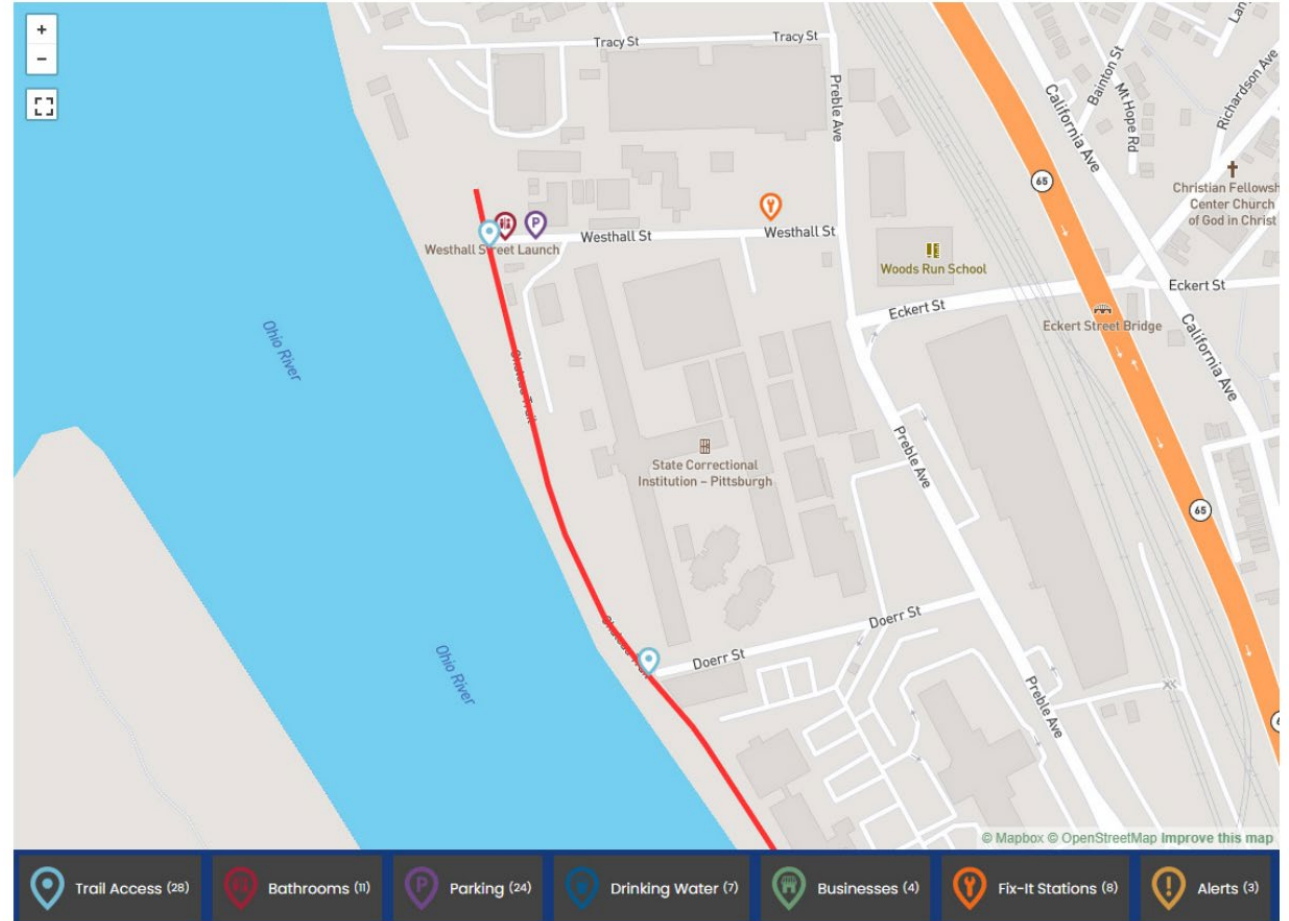 +
−
Tracy St
Tracy St
Preble Ave
California Ave
Bainton St
Mt Hope Rd
Richardson Ave
65
Christian Fellowsh
Center Church
of God in Christ
P
Westhall St
Westhall St
Westhall Street Launch
Woods Run School
Eckert St
Eckert St
Eckert Street Bridge
California Ave
Ohio River
Chateau Trail
Preble Ave
State Correctional
Institution – Pittsburgh
65
Doerr St
Doerr St
Ohio River
Preble Ave
© Mapbox © OpenStreetMap Improve this map
Trail Access (28)
Bathrooms (11)
P Parking (24)
Drinking Water (7)
Businesses (4)
Fix-It Stations (8)
Alerts (3)